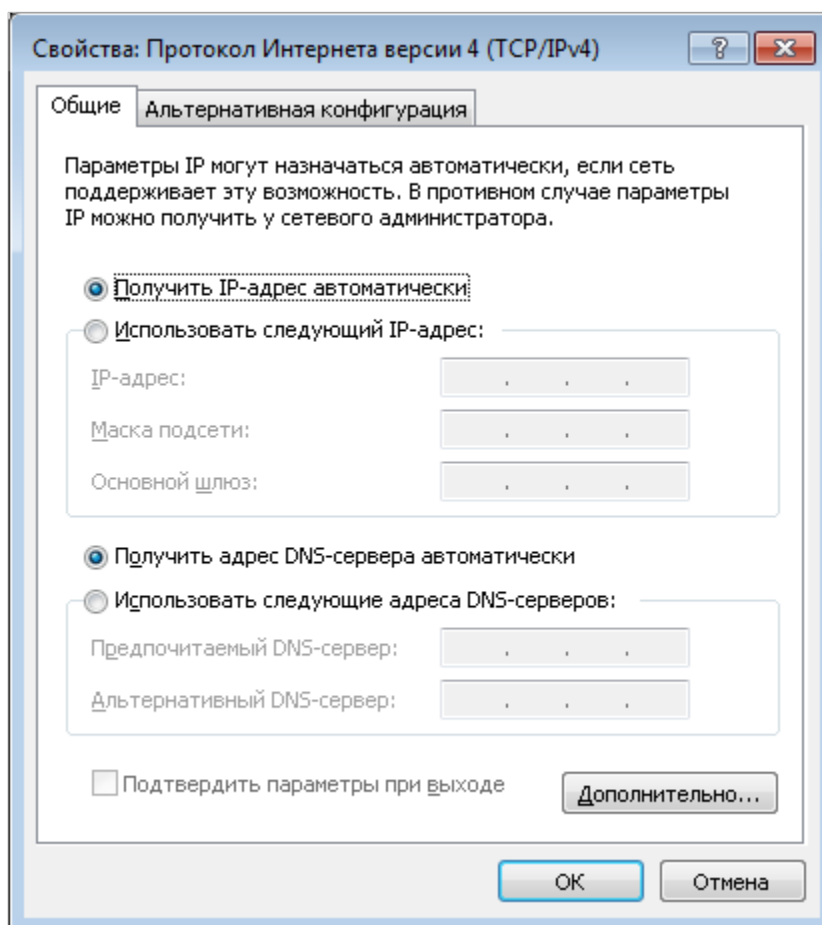 Свойства: Протокол Интернета версии 4 (TCP/IPv4)
Общие
Альтернативная конфигурация
Параметры IP могут назначаться автоматически, если сеть
поддерживает эту возможность. В противном случае параметры
IP можно получить у сетевого администратора.
Получить IP-адрес автоматически
Использовать следующий IP-адрес:
IP-адрес:
Маска подсети:
Основной шлюз:
Получить адрес DNS-сервера автоматически
Использовать следующие адреса DNS-серверов:
Предпочитаемый DNS-сервер:
Альтернативный DNS-сервер:
Подтвердить параметры при выходе
Дополнительно...
ОК
Отмена